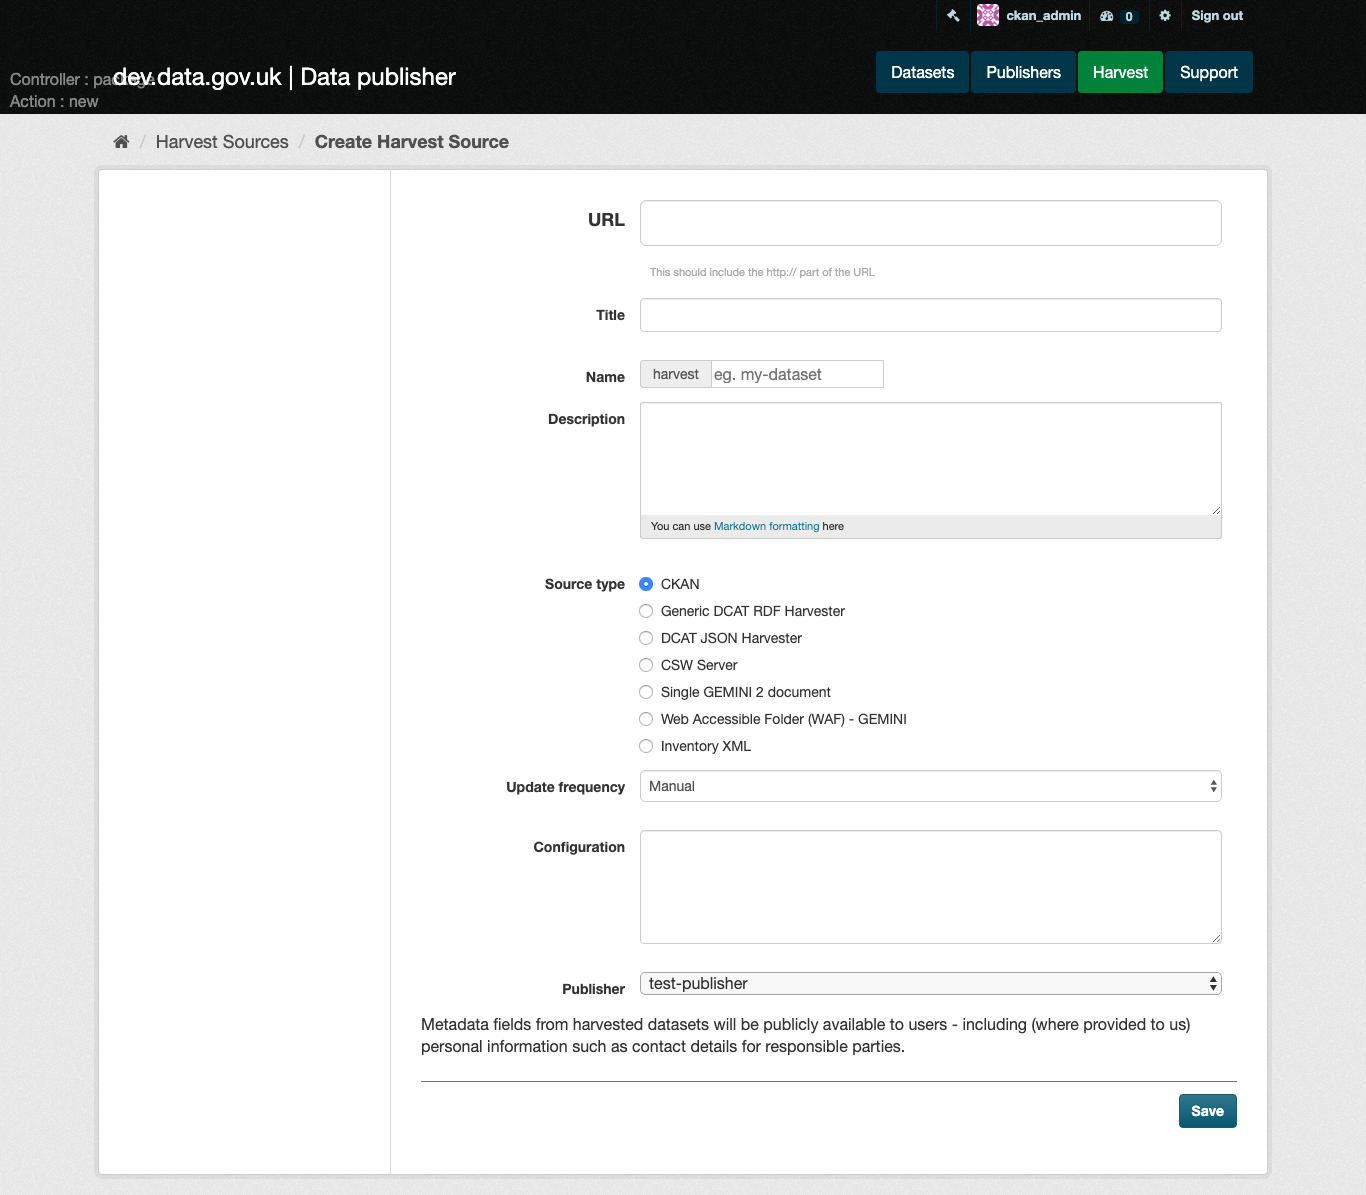 ckan_admin
0
Sign out
Controller : package
Action : new
dev.data.gov.uk | Data publisher
Datasets
Publishers
Harvest
Support
/ Harvest Sources / Create Harvest Source
URL
This should include the http:// part of the URL
Title
Name
harvest
eg. my-dataset
Description
You can use Markdown formatting here
Source type
CKAN
Generic DCAT RDF Harvester
DCAT JSON Harvester
CSW Server
Single GEMINI 2 document
Web Accessible Folder (WAF) - GEMINI
Inventory XML
Update frequency
Manual
Configuration
Publisher
test-publisher
Metadata fields from harvested datasets will be publicly available to users - including (where provided to us)
personal information such as contact details for responsible parties.
Save